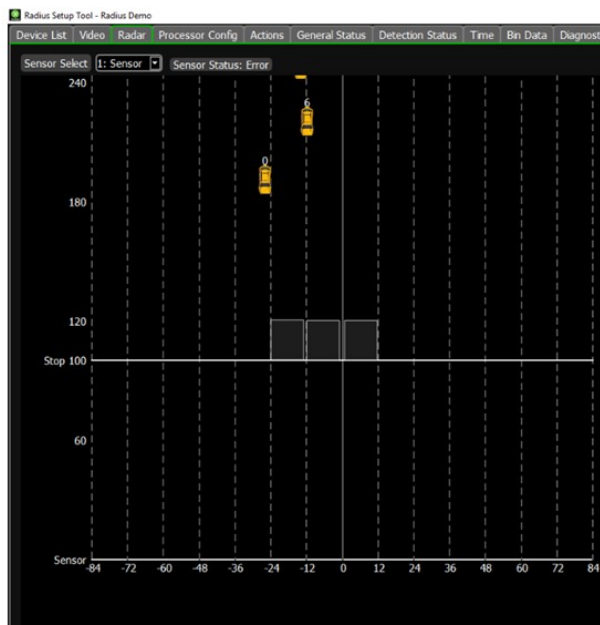 Radius Setup Tool - Radius Demo
Device List Video Radar Processor Config Actions General Status Detection Status Time Bin Data Diagnost
Sensor Select 1: Sensor Sensor Status: Error
240
6
0
180
120
Stop 100
60
Sensor
-84 -72 -60 -48 -36 -24 -12 0 12 24 36 48 60 72 84